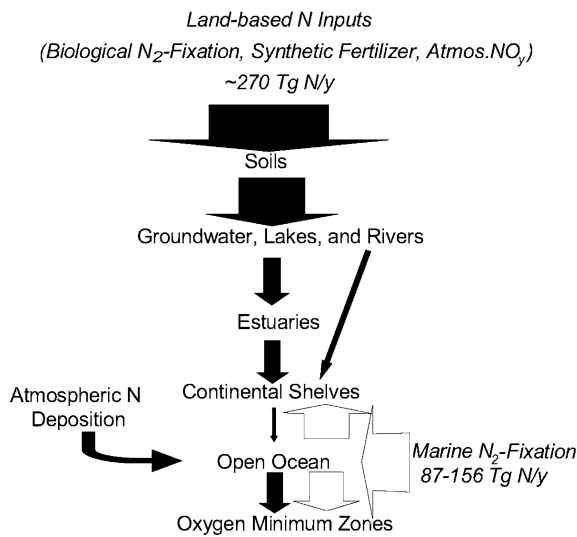 Land-based N Inputs
(Biological N2-Fixation, Synthetic Fertilizer, Atmos.NOy)
~270 Tg N/y
Soils
Groundwater, Lakes, and Rivers
Estuaries
Continental Shelves
Atmospheric N
Deposition
Open Ocean
Marine N2-Fixation
87-156 Tg N/y
Oxygen Minimum Zones